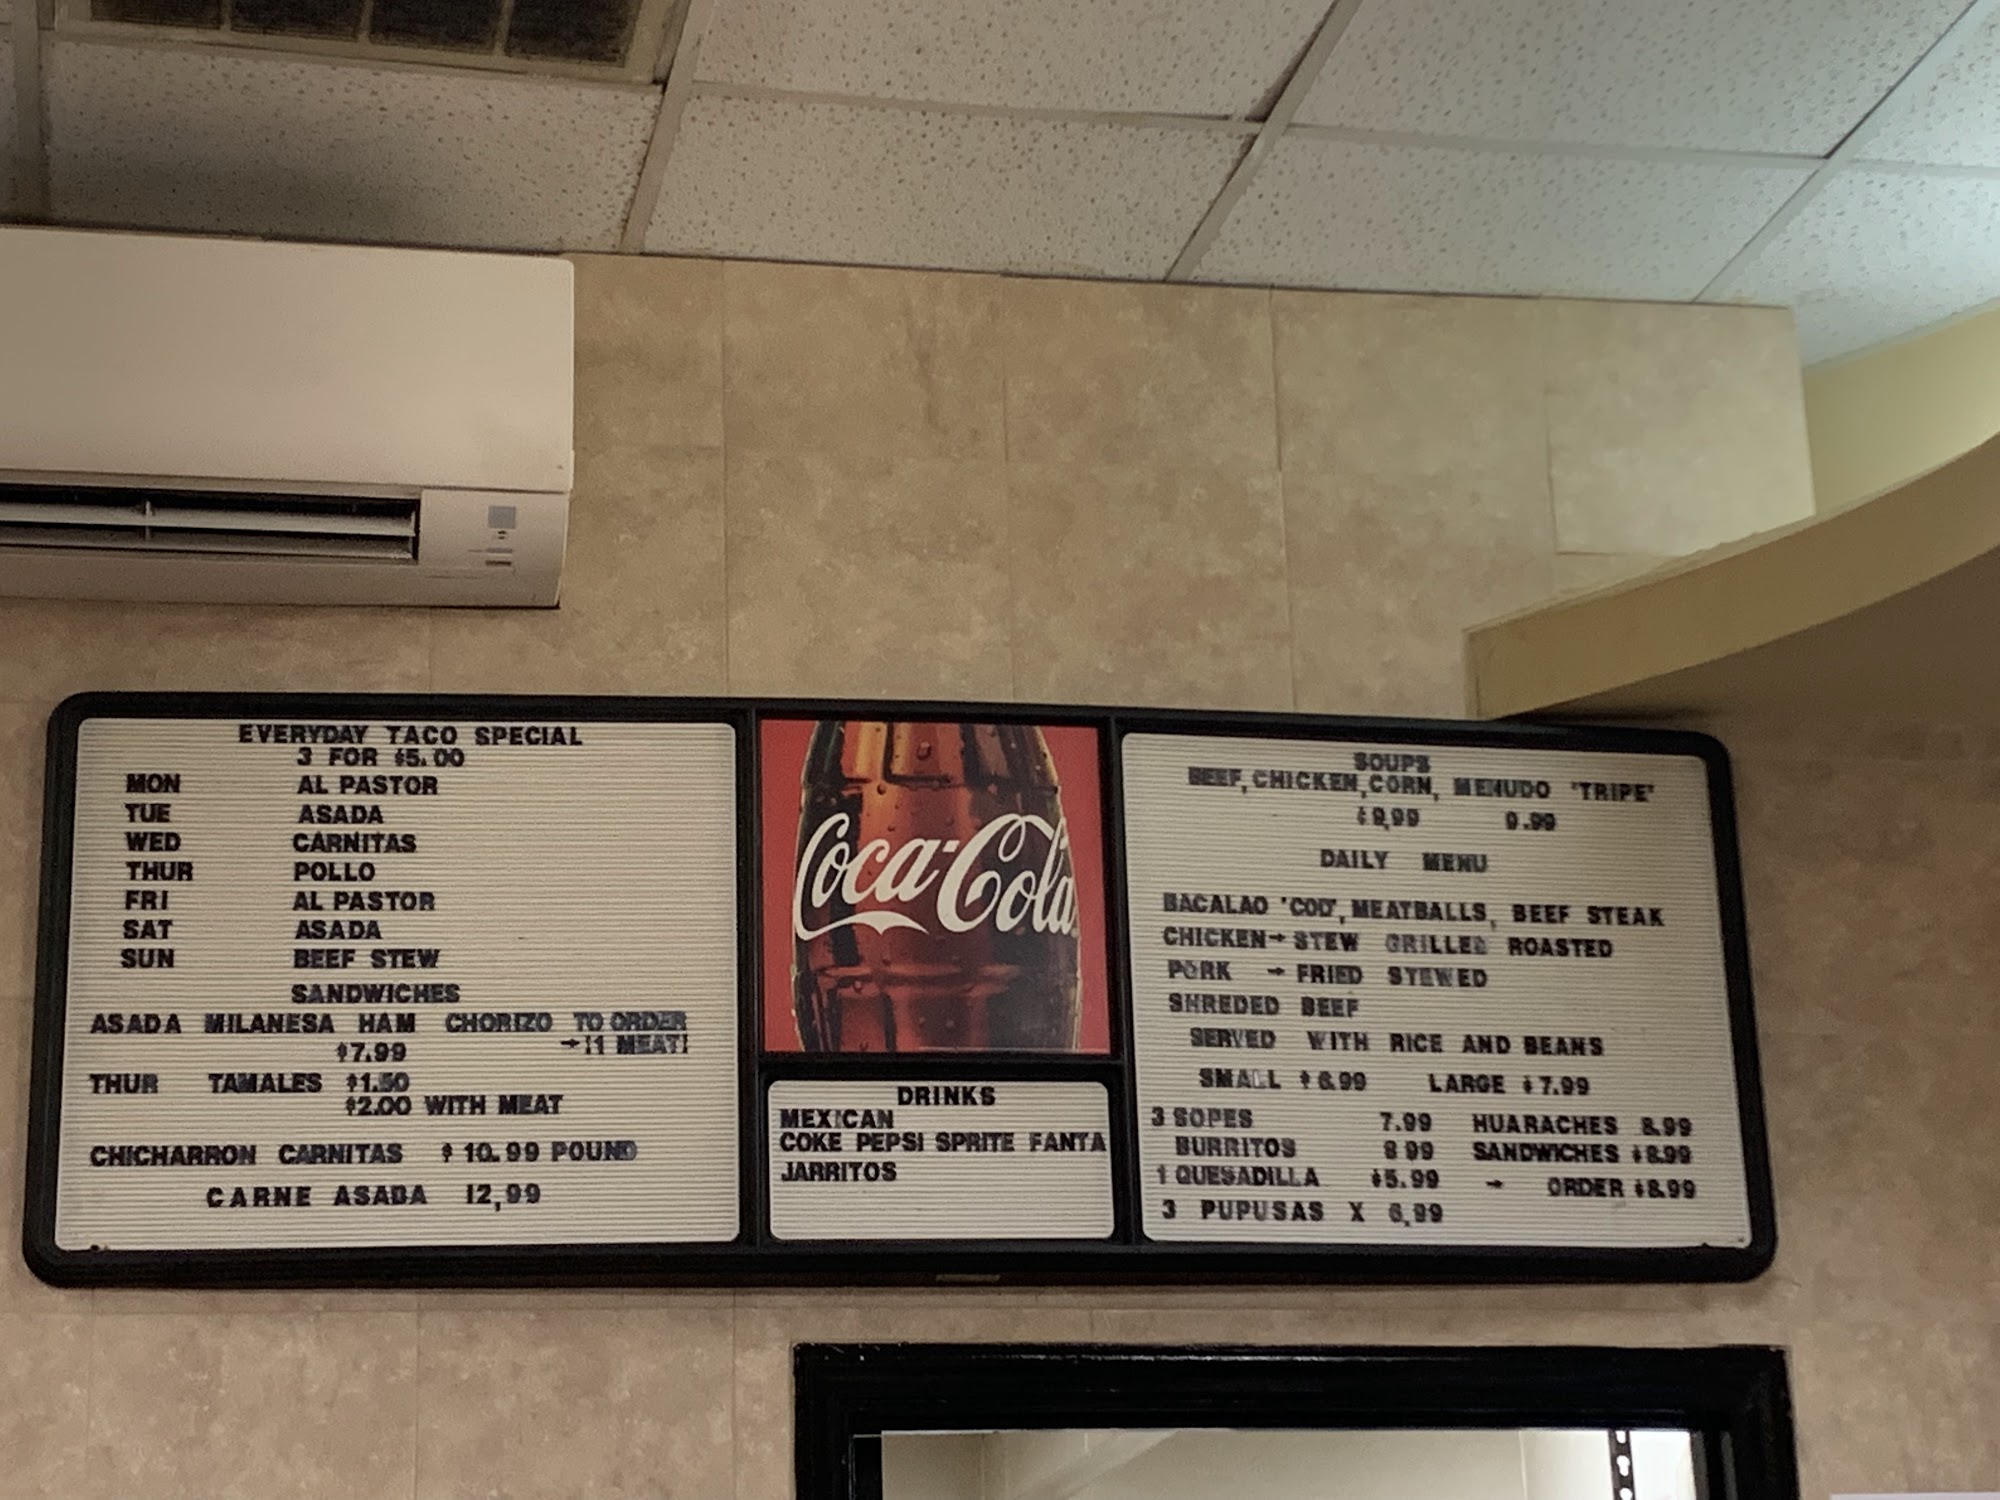 EVERYDAY TACO SPECIAL
3 FOR $5.00
MON AL PASTOR
TUE ASADA
WED CARNITAS
THUR POLLO
FRI AL PASTOR
SAT ASADA
SUN BEEF STEW
SANDWICHES
ASADA MILANESA HAM CHORIZO TO ORDER
$7.99 → !1 MEAT!
THUR TAMALES $1.50
$2.00 WITH MEAT
CHICHARRON CARNITAS $ 10.99 POUND
CARNE ASADA 12,99
Coca-Cola
DRINKS
MEXICAN
COKE PEPSI SPRITE FANTA
JARRITOS
SOUPS
BEEF, CHICKEN, CORN, MENUDO 'TRIPE'
$9,99 9.99
DAILY MENU
BACALAO 'COD', MEATBALLS, BEEF STEAK
CHICKEN → STEW GRILLED ROASTED
PORK → FRIED STEWED
SHREDED BEEF
SERVED WITH RICE AND BEANS
SMALL $6.99 LARGE $7.99
3 SOPES 7.99 HUARACHES 8.99
BURRITOS 8 99 SANDWICHES $8.99
1 QUESADILLA $5.99 → ORDER $8.99
3 PUPUSAS X 6,99